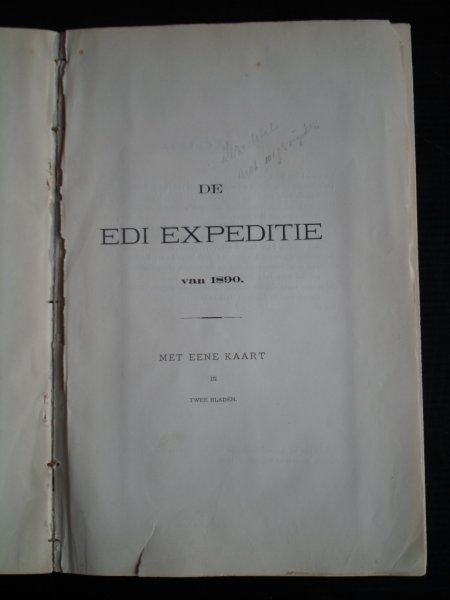 DE
EDI EXPEDITIE
van 1890.
MET EENE KAART
IN
TWEE BLADEN.